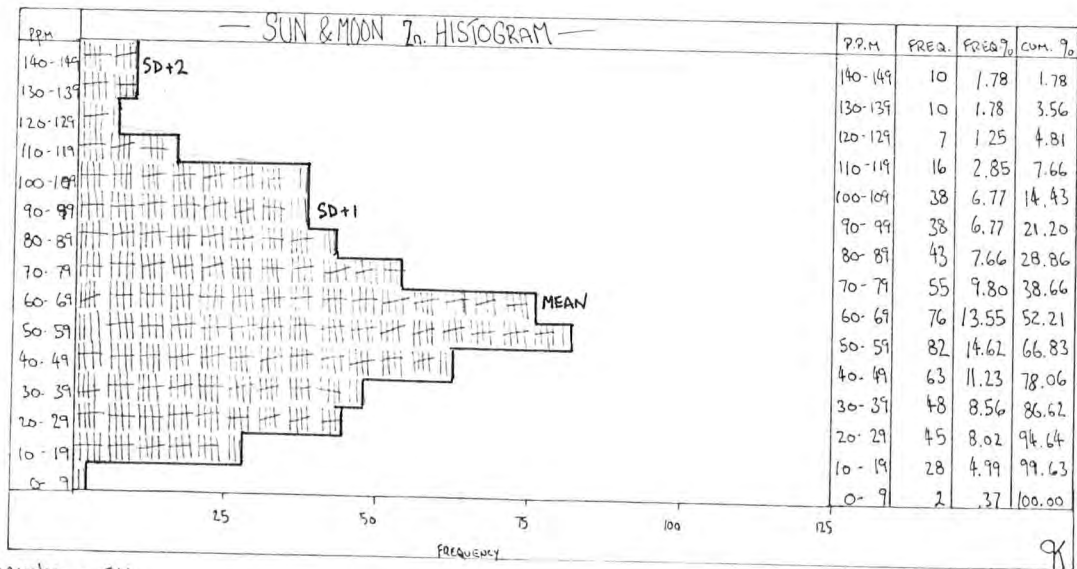 — SUN & MOON Zn. HISTOGRAM —
PPM
140-149
130-139
120-129
110-119
100-109
90-99
80-89
70-79
60-69
50-59
40-49
30-39
20-29
10-19
0-9
SD+2
SD+1
MEAN
25 50 75 100 125
FREQUENCY
P.P.M FREQ. FREQ% CUM. %
140-149 10 1.78 1.78
130-139 10 1.78 3.56
120-129 7 1.25 4.81
110-119 16 2.85 7.66
100-109 38 6.77 14.43
90-99 38 6.77 21.20
80-89 43 7.66 28.86
70-79 55 9.80 38.66
60-69 76 13.55 52.21
50-59 82 14.62 66.83
40-49 63 11.23 78.06
30-39 48 8.56 86.62
20-29 45 8.02 94.64
10-19 28 4.99 99.63
0-9 2 .37 100.00